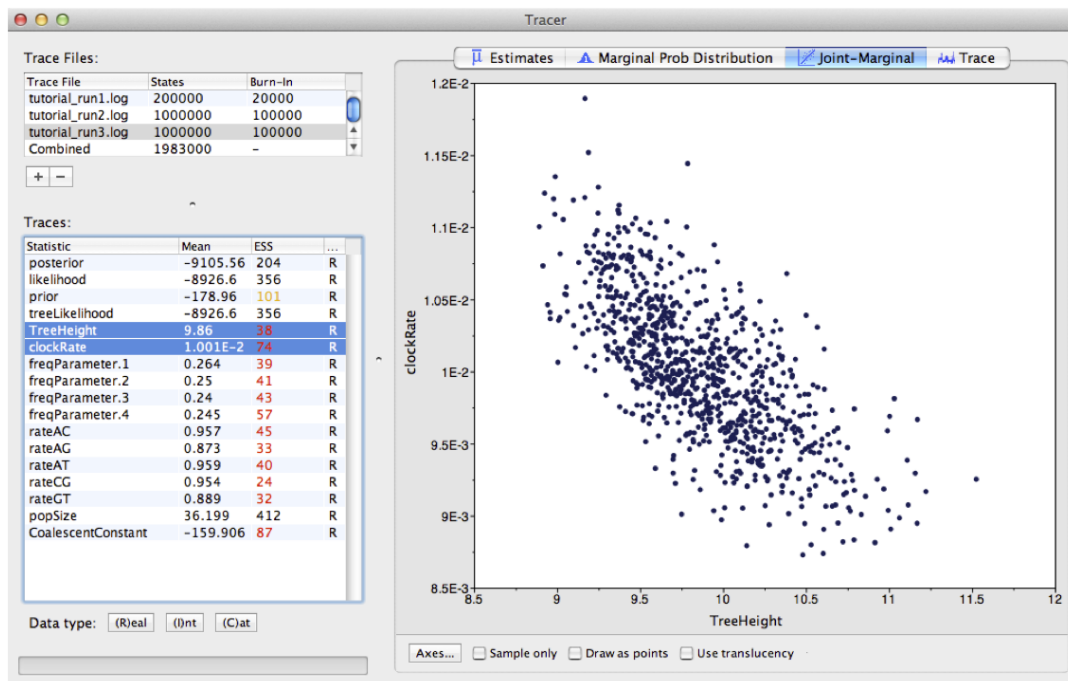 Tracer
Trace Files:
Trace File States Burn-In
tutorial_run1.log 200000 20000
tutorial_run2.log 1000000 100000
tutorial_run3.log 1000000 100000
Combined 1983000 -
+ −
Traces:
Statistic Mean ESS ...
posterior -9105.56 204 R
likelihood -8926.6 356 R
prior -178.96 101 R
treeLikelihood -8926.6 356 R
TreeHeight 9.86 38 R
clockRate 1.001E-2 74 R
freqParameter.1 0.264 39 R
freqParameter.2 0.25 41 R
freqParameter.3 0.24 43 R
freqParameter.4 0.245 57 R
rateAC 0.957 45 R
rateAG 0.873 33 R
rateAT 0.959 40 R
rateCG 0.954 24 R
rateGT 0.889 32 R
popSize 36.199 412 R
CoalescentConstant -159.906 87 R
Data type: (R)eal (I)nt (C)at
μ Estimates Marginal Prob Distribution Joint-Marginal Trace
1.2E-2
1.15E-2
1.1E-2
1.05E-2
1E-2
9.5E-3
9E-3
8.5E-3
clockRate
8.5 9 9.5 10 10.5 11 11.5 12
TreeHeight
Axes... Sample only Draw as points Use translucency